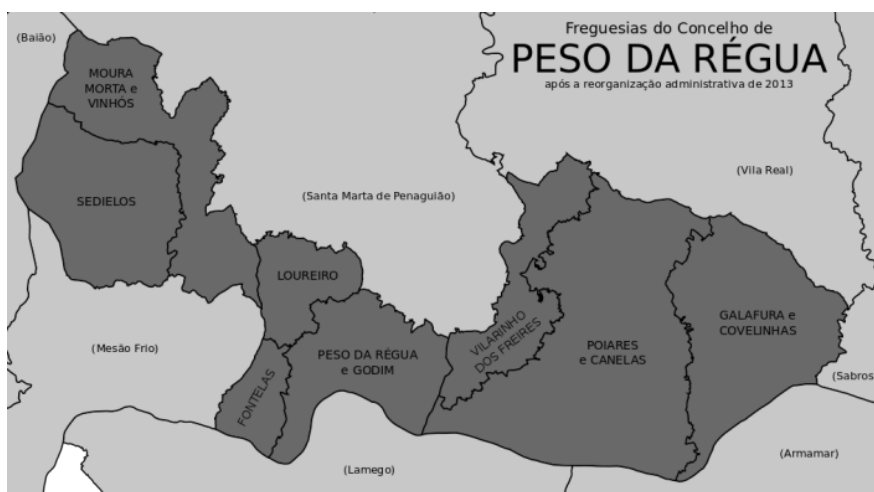 Freguesias do Concelho de
PESO DA RÉGUA
após a reorganização administrativa de 2013
(Baião)
MOURA
MORTA e
VINHÓS
(Vila Real)
SEDIELOS
(Santa Marta de Penaguião)
LOUREIRO
GALAFURA e
COVELINHAS
VILARINHO
DOS FREIRES
POIARES
e CANELAS
(Mesão Frio)
PESO DA RÉGUA
e GODIM
(Sabros
FONTELAS
(Armamar)
(Lamego)